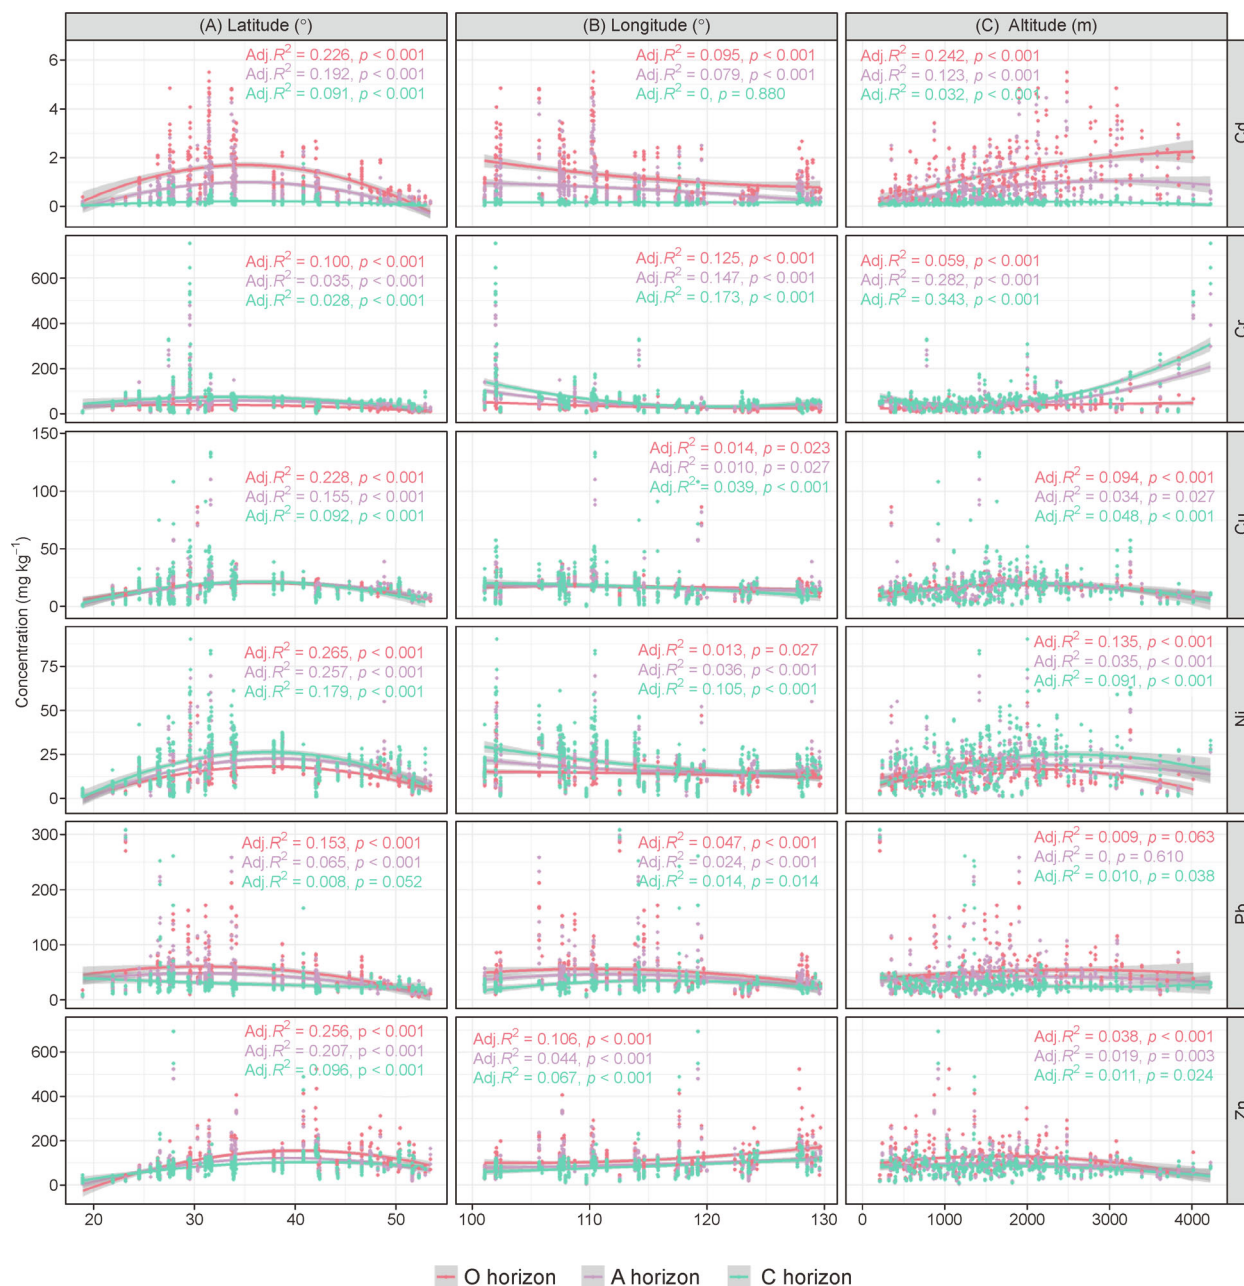 (A) Latitude (°)
(B) Longitude (°)
(C) Altitude (m)
Concentration (mg kg⁻¹)
6
4
2
0
Adj.R² = 0.226, p < 0.001
Adj.R² = 0.192, p < 0.001
Adj.R² = 0.091, p < 0.001
Adj.R² = 0.095, p < 0.001
Adj.R² = 0.079, p < 0.001
Adj.R² = 0, p = 0.880
Adj.R² = 0.242, p < 0.001
Adj.R² = 0.123, p < 0.001
Adj.R² = 0.032, p < 0.001
Cd
600
400
200
0
Adj.R² = 0.100, p < 0.001
Adj.R² = 0.035, p < 0.001
Adj.R² = 0.028, p < 0.001
Adj.R² = 0.125, p < 0.001
Adj.R² = 0.147, p < 0.001
Adj.R² = 0.173, p < 0.001
Adj.R² = 0.059, p < 0.001
Adj.R² = 0.282, p < 0.001
Adj.R² = 0.343, p < 0.001
Cr
150
100
50
0
Adj.R² = 0.228, p < 0.001
Adj.R² = 0.155, p < 0.001
Adj.R² = 0.092, p < 0.001
Adj.R² = 0.014, p = 0.023
Adj.R² = 0.010, p = 0.027
Adj.R² = 0.039, p < 0.001
Adj.R² = 0.094, p < 0.001
Adj.R² = 0.034, p = 0.027
Adj.R² = 0.048, p < 0.001
Cu
75
50
25
0
Adj.R² = 0.265, p < 0.001
Adj.R² = 0.257, p < 0.001
Adj.R² = 0.179, p < 0.001
Adj.R² = 0.013, p = 0.027
Adj.R² = 0.036, p < 0.001
Adj.R² = 0.105, p < 0.001
Adj.R² = 0.135, p < 0.001
Adj.R² = 0.035, p < 0.001
Adj.R² = 0.091, p < 0.001
Ni
300
200
100
0
Adj.R² = 0.153, p < 0.001
Adj.R² = 0.065, p < 0.001
Adj.R² = 0.008, p = 0.052
Adj.R² = 0.047, p < 0.001
Adj.R² = 0.024, p < 0.001
Adj.R² = 0.014, p = 0.014
Adj.R² = 0.009, p = 0.063
Adj.R² = 0, p = 0.610
Adj.R² = 0.010, p = 0.038
Pb
600
400
200
0
Adj.R² = 0.256, p < 0.001
Adj.R² = 0.207, p < 0.001
Adj.R² = 0.096, p < 0.001
Adj.R² = 0.106, p < 0.001
Adj.R² = 0.044, p < 0.001
Adj.R² = 0.067, p < 0.001
Adj.R² = 0.038, p < 0.001
Adj.R² = 0.019, p = 0.003
Adj.R² = 0.011, p = 0.024
Zn
20 30 40 50
100 110 120 130
0 1000 2000 3000 4000
O horizon A horizon C horizon